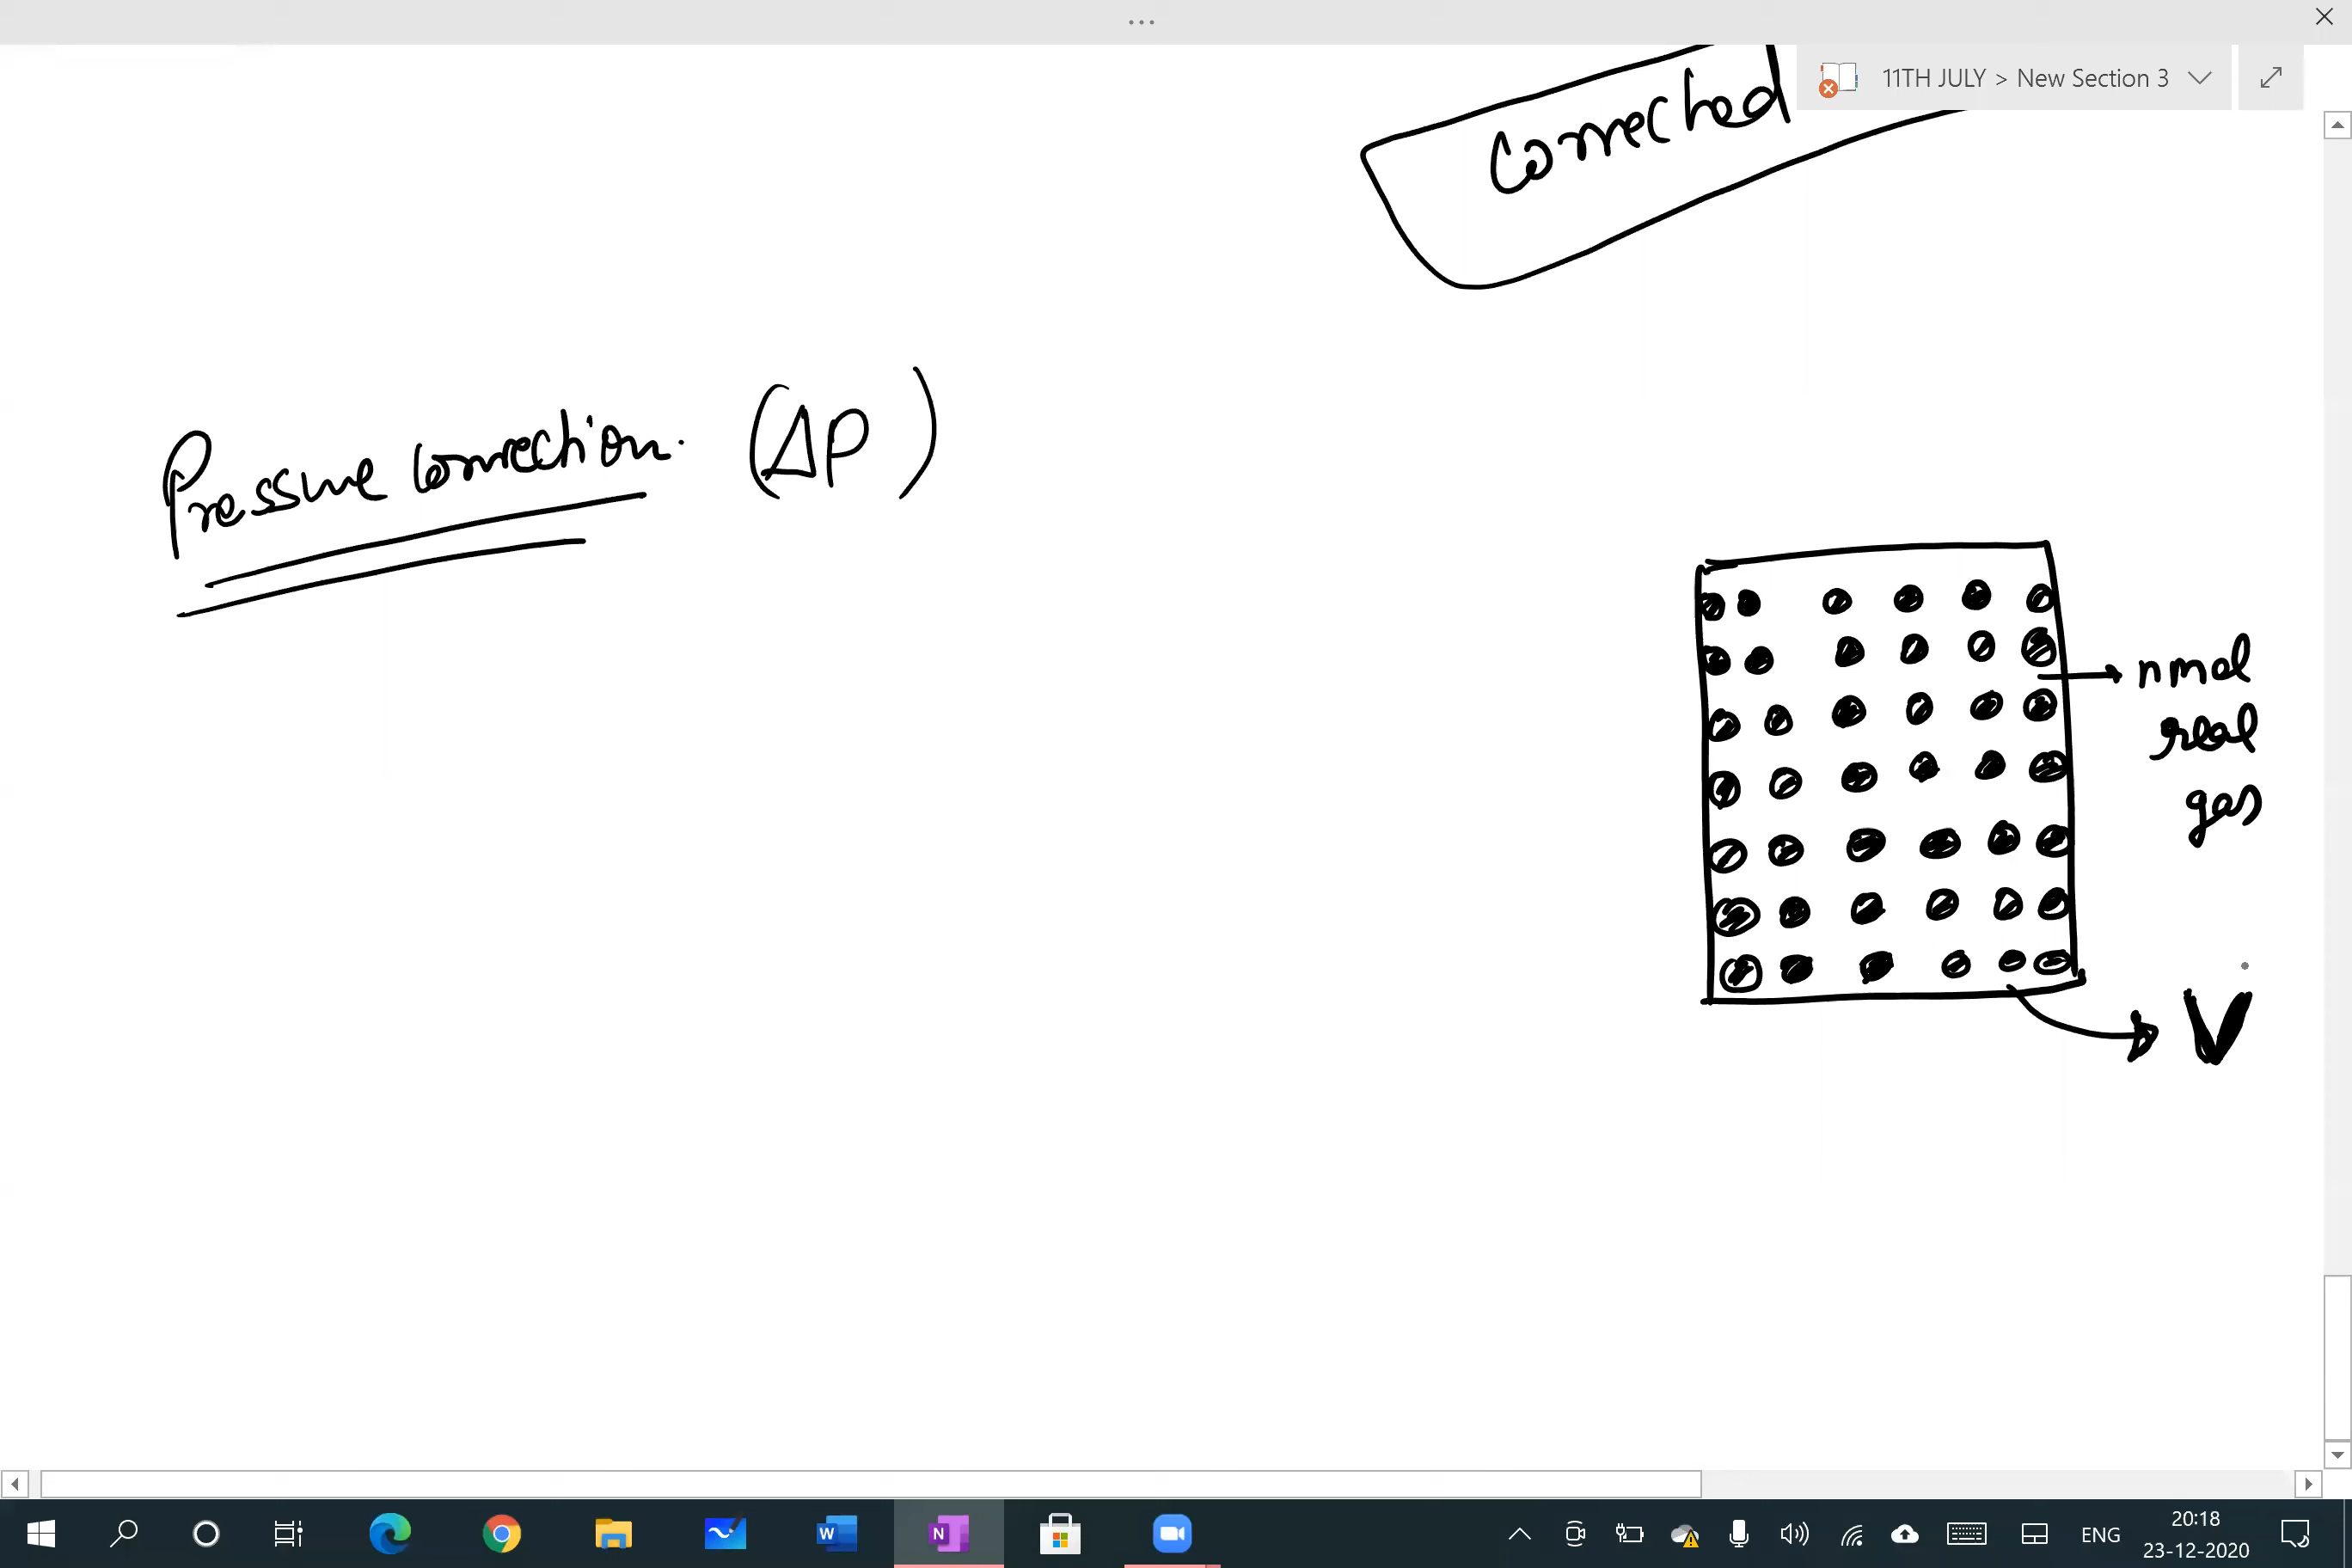 ...
11TH JULY > New Section 3
Corrected
Pressure correction. (ΔP)
nmol
real
gas
V
ENG
20:18
23-12-2020